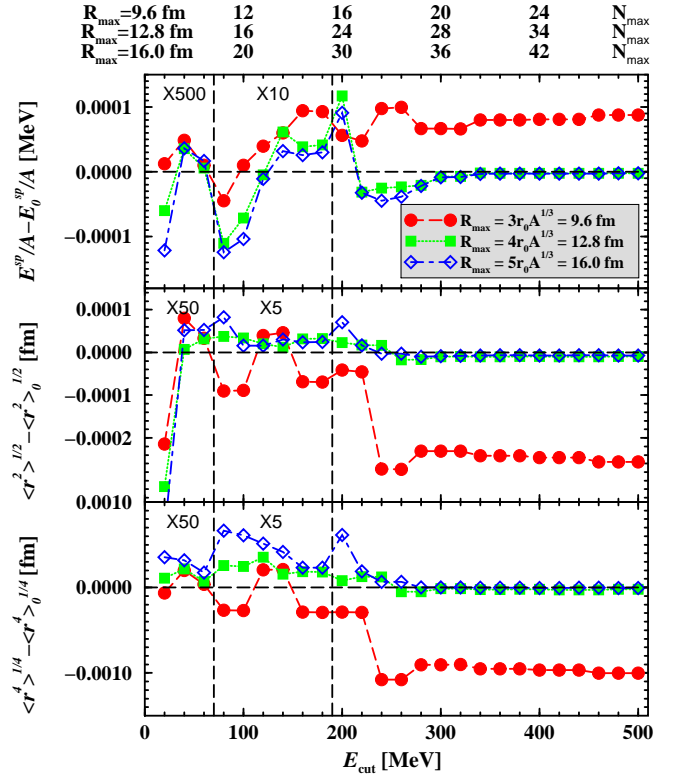 R_max=9.6 fm 12 16 20 24 N_max
R_max=12.8 fm 16 24 28 34 N_max
R_max=16.0 fm 20 30 36 42 N_max
X500 X10
0.0001
0.0000
−0.0001
E^sp/A−E_0^sp/A [MeV]
R_max = 3r_0A^1/3 = 9.6 fm
R_max = 4r_0A^1/3 = 12.8 fm
R_max = 5r_0A^1/3 = 16.0 fm
X50 X5
0.0001
0.0000
−0.0001
−0.0002
<r^2>^1/2−<r^2>_0^1/2 [fm]
X50 X5
0.0010
0.0000
−0.0010
<r^4>^1/4−<r^4>_0^1/4 [fm]
0 100 200 300 400 500
E_cut [MeV]